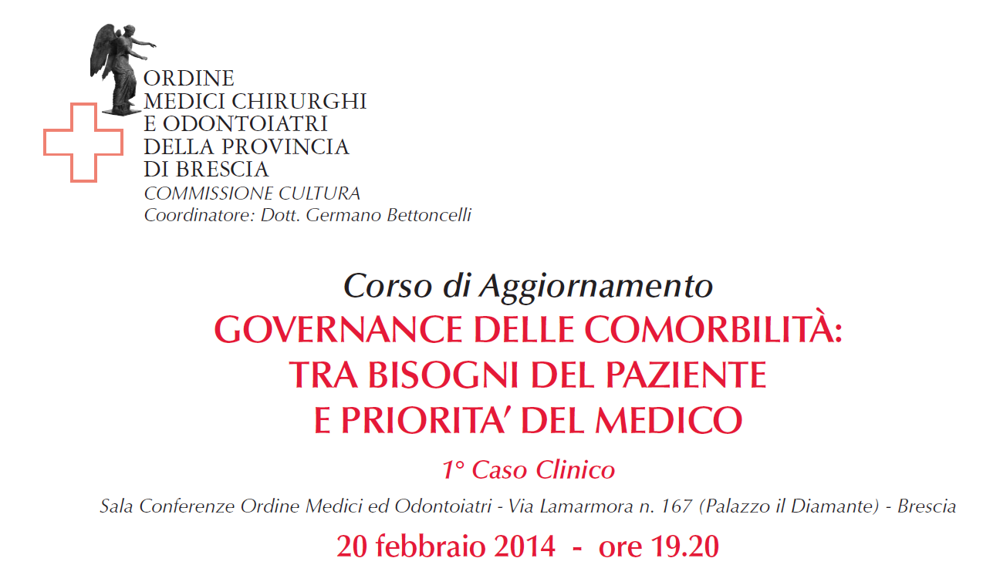 ORDINE
MEDICI CHIRURGHI
E ODONTOIATRI
DELLA PROVINCIA
DI BRESCIA
COMMISSIONE CULTURA
Coordinatore: Dott. Germano Bettoncelli
Corso di Aggiornamento
GOVERNANCE DELLE COMORBILITÀ:
TRA BISOGNI DEL PAZIENTE
E PRIORITA’ DEL MEDICO
1° Caso Clinico
Sala Conferenze Ordine Medici ed Odontoiatri - Via Lamarmora n. 167 (Palazzo il Diamante) - Brescia
20 febbraio 2014 - ore 19.20